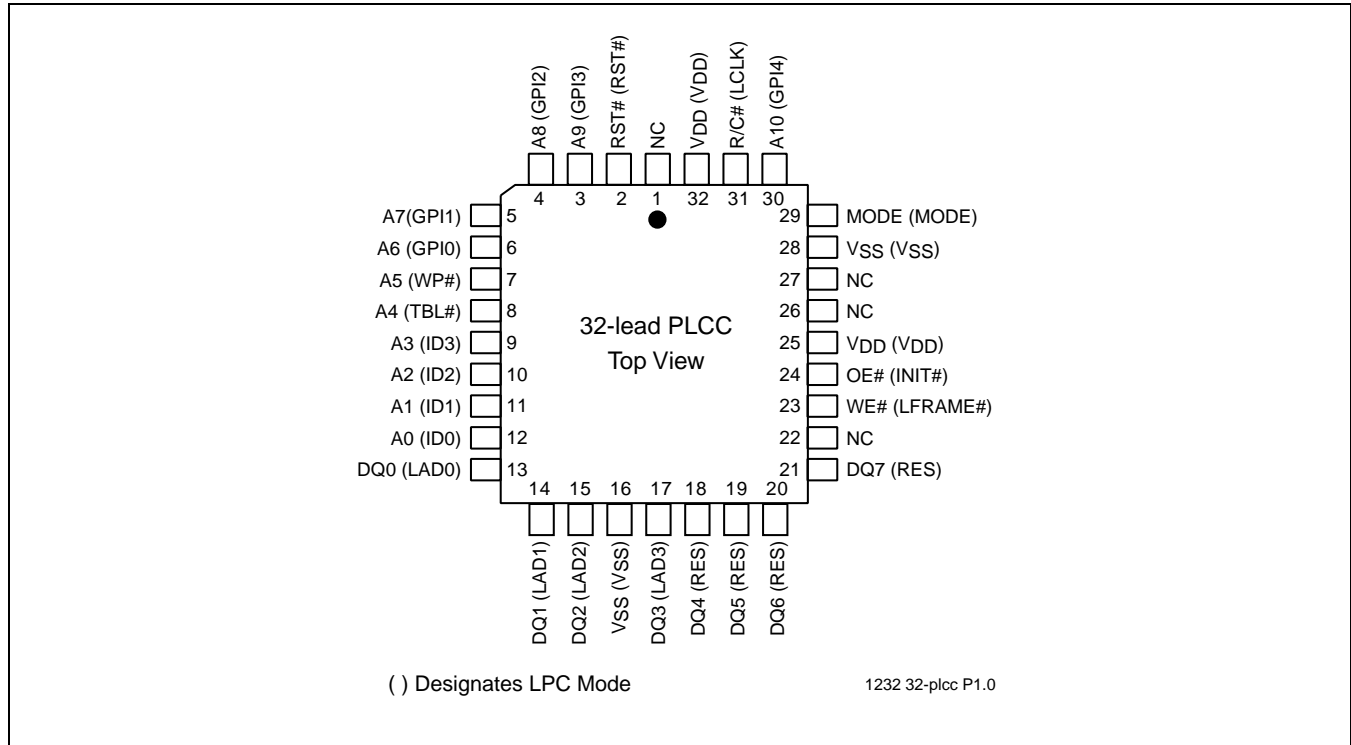 A8 (GPI2)
A9 (GPI3)
RST# (RST#)
NC
VDD (VDD)
R/C# (LCLK)
A10 (GPI4)
4 3 2 1 32 31 30
A7(GPI1) 5
A6 (GPI0) 6
A5 (WP#) 7
A4 (TBL#) 8
A3 (ID3) 9
A2 (ID2) 10
A1 (ID1) 11
A0 (ID0) 12
DQ0 (LAD0) 13
32-lead PLCC
Top View
29 MODE (MODE)
28 VSS (VSS)
27 NC
26 NC
25 VDD (VDD)
24 OE# (INIT#)
23 WE# (LFRAME#)
22 NC
21 DQ7 (RES)
14 15 16 17 18 19 20
DQ1 (LAD1)
DQ2 (LAD2)
VSS (VSS)
DQ3 (LAD3)
DQ4 (RES)
DQ5 (RES)
DQ6 (RES)
( ) Designates LPC Mode
1232 32-plcc P1.0